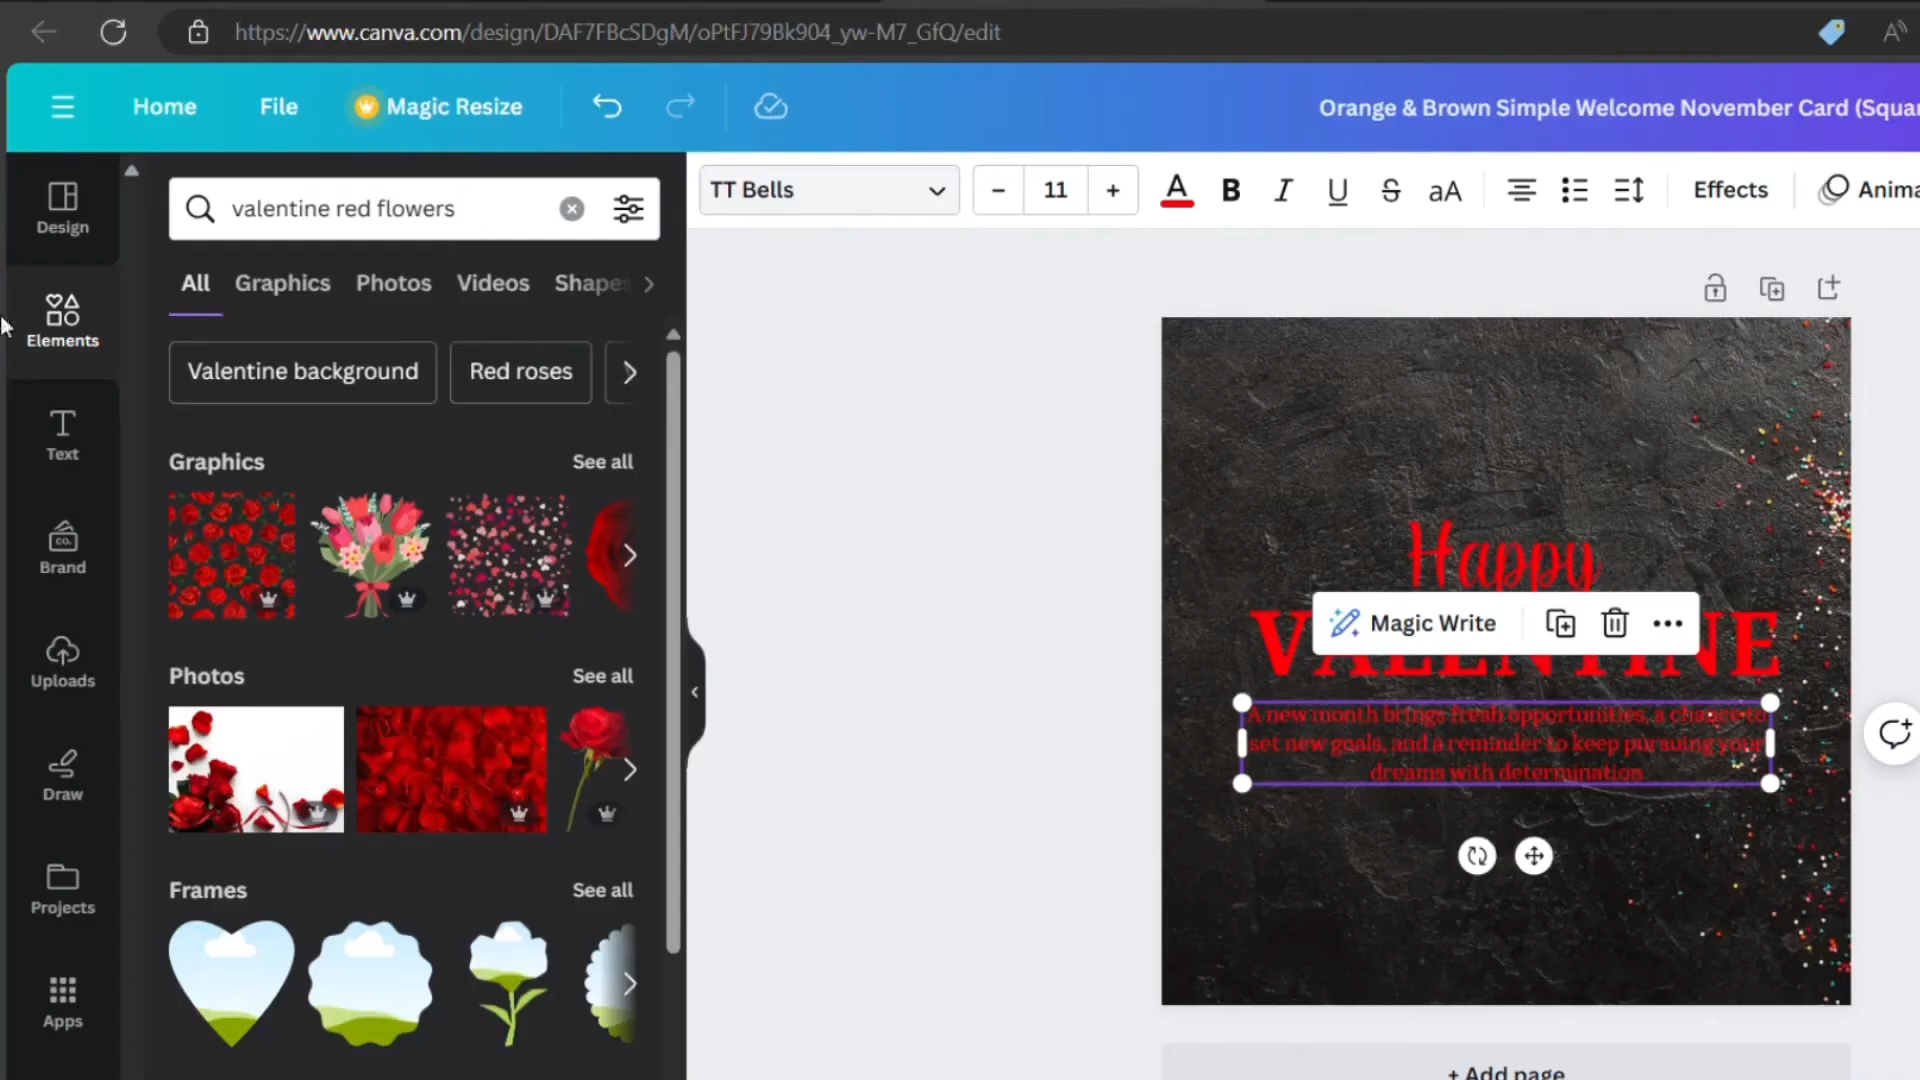 https://www.canva.com/design/DAF7FBcSDgM/oPtFJ79Bk904_yw-M7_GfQ/edit
Home
File
Magic Resize
Orange & Brown Simple Welcome November Card (Squar
Design
Elements
Text
Brand
CO.
Uploads
Draw
Projects
Apps
valentine red flowers
All
Graphics
Photos
Videos
Shapes
Valentine background
Red roses
Graphics
See all
Photos
See all
Frames
See all
TT Bells
- 11 +
A
B
I
U
S
aA
Effects
Anima
Happy
VALENTINE
Magic Write
A new month brings fresh opportunities, a chance to
set new goals, and a reminder to keep pursuing your
dreams with determination
+ Add page